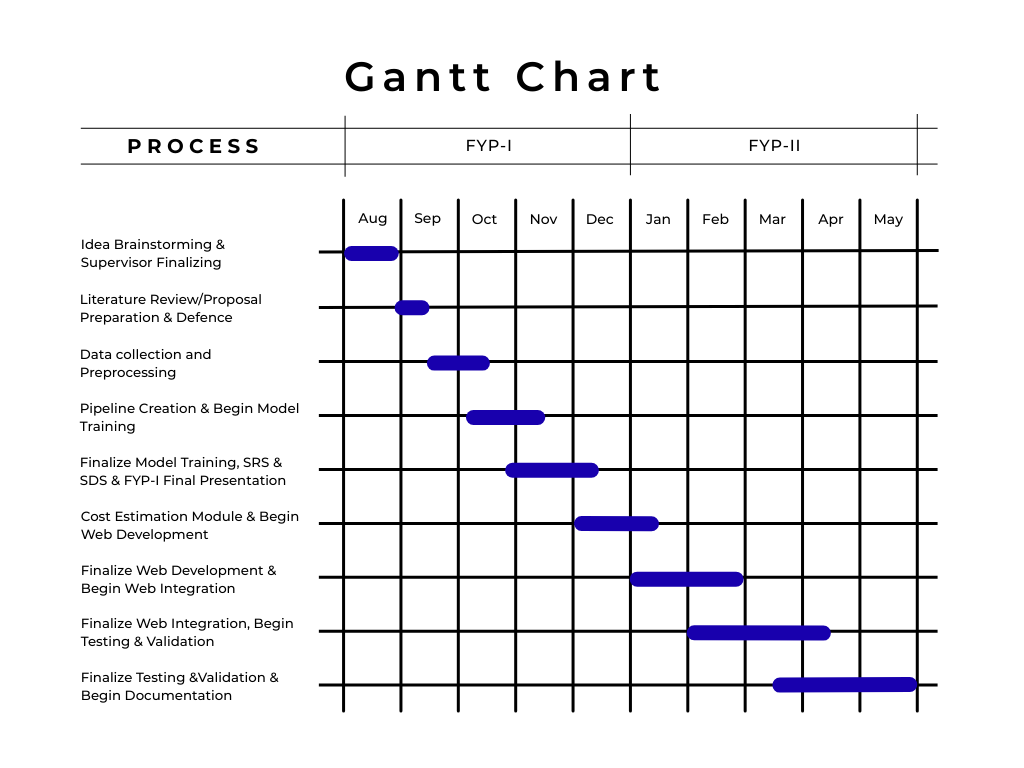 Gantt Chart
PROCESS
FYP-I
FYP-II
Aug
Sep
Oct
Nov
Dec
Jan
Feb
Mar
Apr
May
Idea Brainstorming &
Supervisor Finalizing
Literature Review/Proposal
Preparation & Defence
Data collection and
Preprocessing
Pipeline Creation & Begin Model
Training
Finalize Model Training, SRS &
SDS & FYP-I Final Presentation
Cost Estimation Module & Begin
Web Development
Finalize Web Development &
Begin Web Integration
Finalize Web Integration, Begin
Testing & Validation
Finalize Testing &Validation &
Begin Documentation